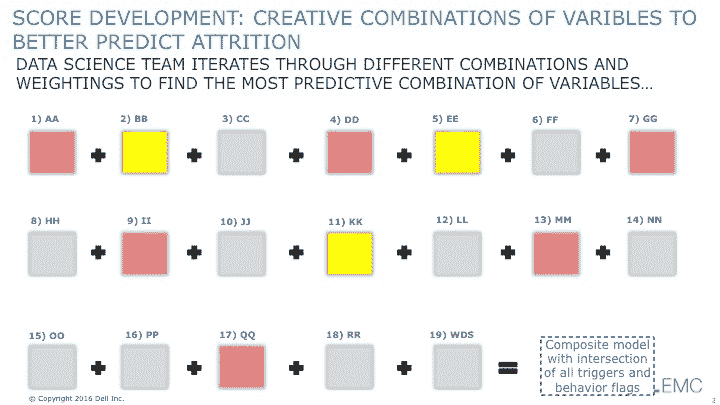 SCORE DEVELOPMENT: CREATIVE COMBINATIONS OF VARIBLES TO
BETTER PREDICT ATTRITION
DATA SCIENCE TEAM ITERATES THROUGH DIFFERENT COMBINATIONS AND
WEIGHTINGS TO FIND THE MOST PREDICTIVE COMBINATION OF VARIABLES…
1) AA
2) BB
3) CC
4) DD
5) EE
6) FF
7) GG
8) HH
9) II
10) JJ
11) KK
12) LL
13) MM
14) NN
15) OO
16) PP
17) QQ
18) RR
19) WDS
Composite model
with intersection
of all triggers and
behavior flags
EMC
© Copyright 2016 Dell Inc.